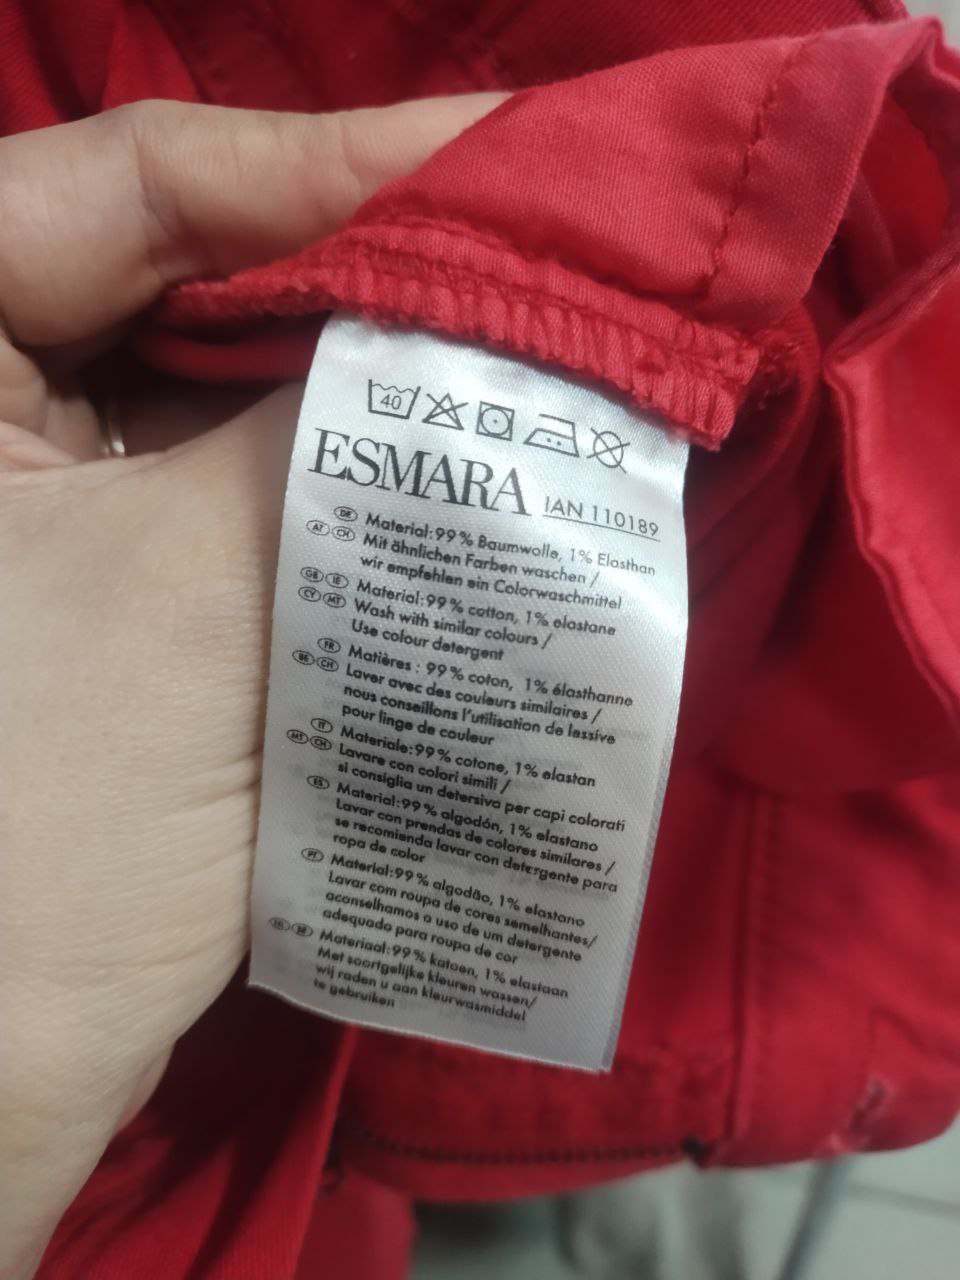 40
ESMARA IAN 110189
DE Material: 99 % Baumwolle, 1% Elasthan
AT CH Mit ähnlichen Farben waschen /
wir empfehlen ein Colorwaschmittel
GB IE Material: 99 % cotton, 1% elastane
CY MT Wash with similar colours /
Use colour detergent
FR Matières : 99 % coton, 1% élasthanne
BE CH Laver avec des couleurs similaires /
nous conseillons l'utilisation de lessive
pour linge de couleur
IT Materiale: 99 % cotone, 1% elastan
MT CH Lavare con colori simili /
si consiglia un detersivo per capi colorati
ES Material: 99 % algodón, 1% elastano
Lavar con prendas de colores similares /
se recomienda lavar con detergente para
ropa de color
PT Material: 99 % algodão, 1% elastano
Lavar com roupa de cores semelhantes/
aconselhamos o uso de um detergente
adequado para roupa de cor
NL BE Materiaal: 99 % katoen, 1% elastaan
Met soortgelijke kleuren wassen/
wij raden u aan kleurwasmiddel
te gebruiken